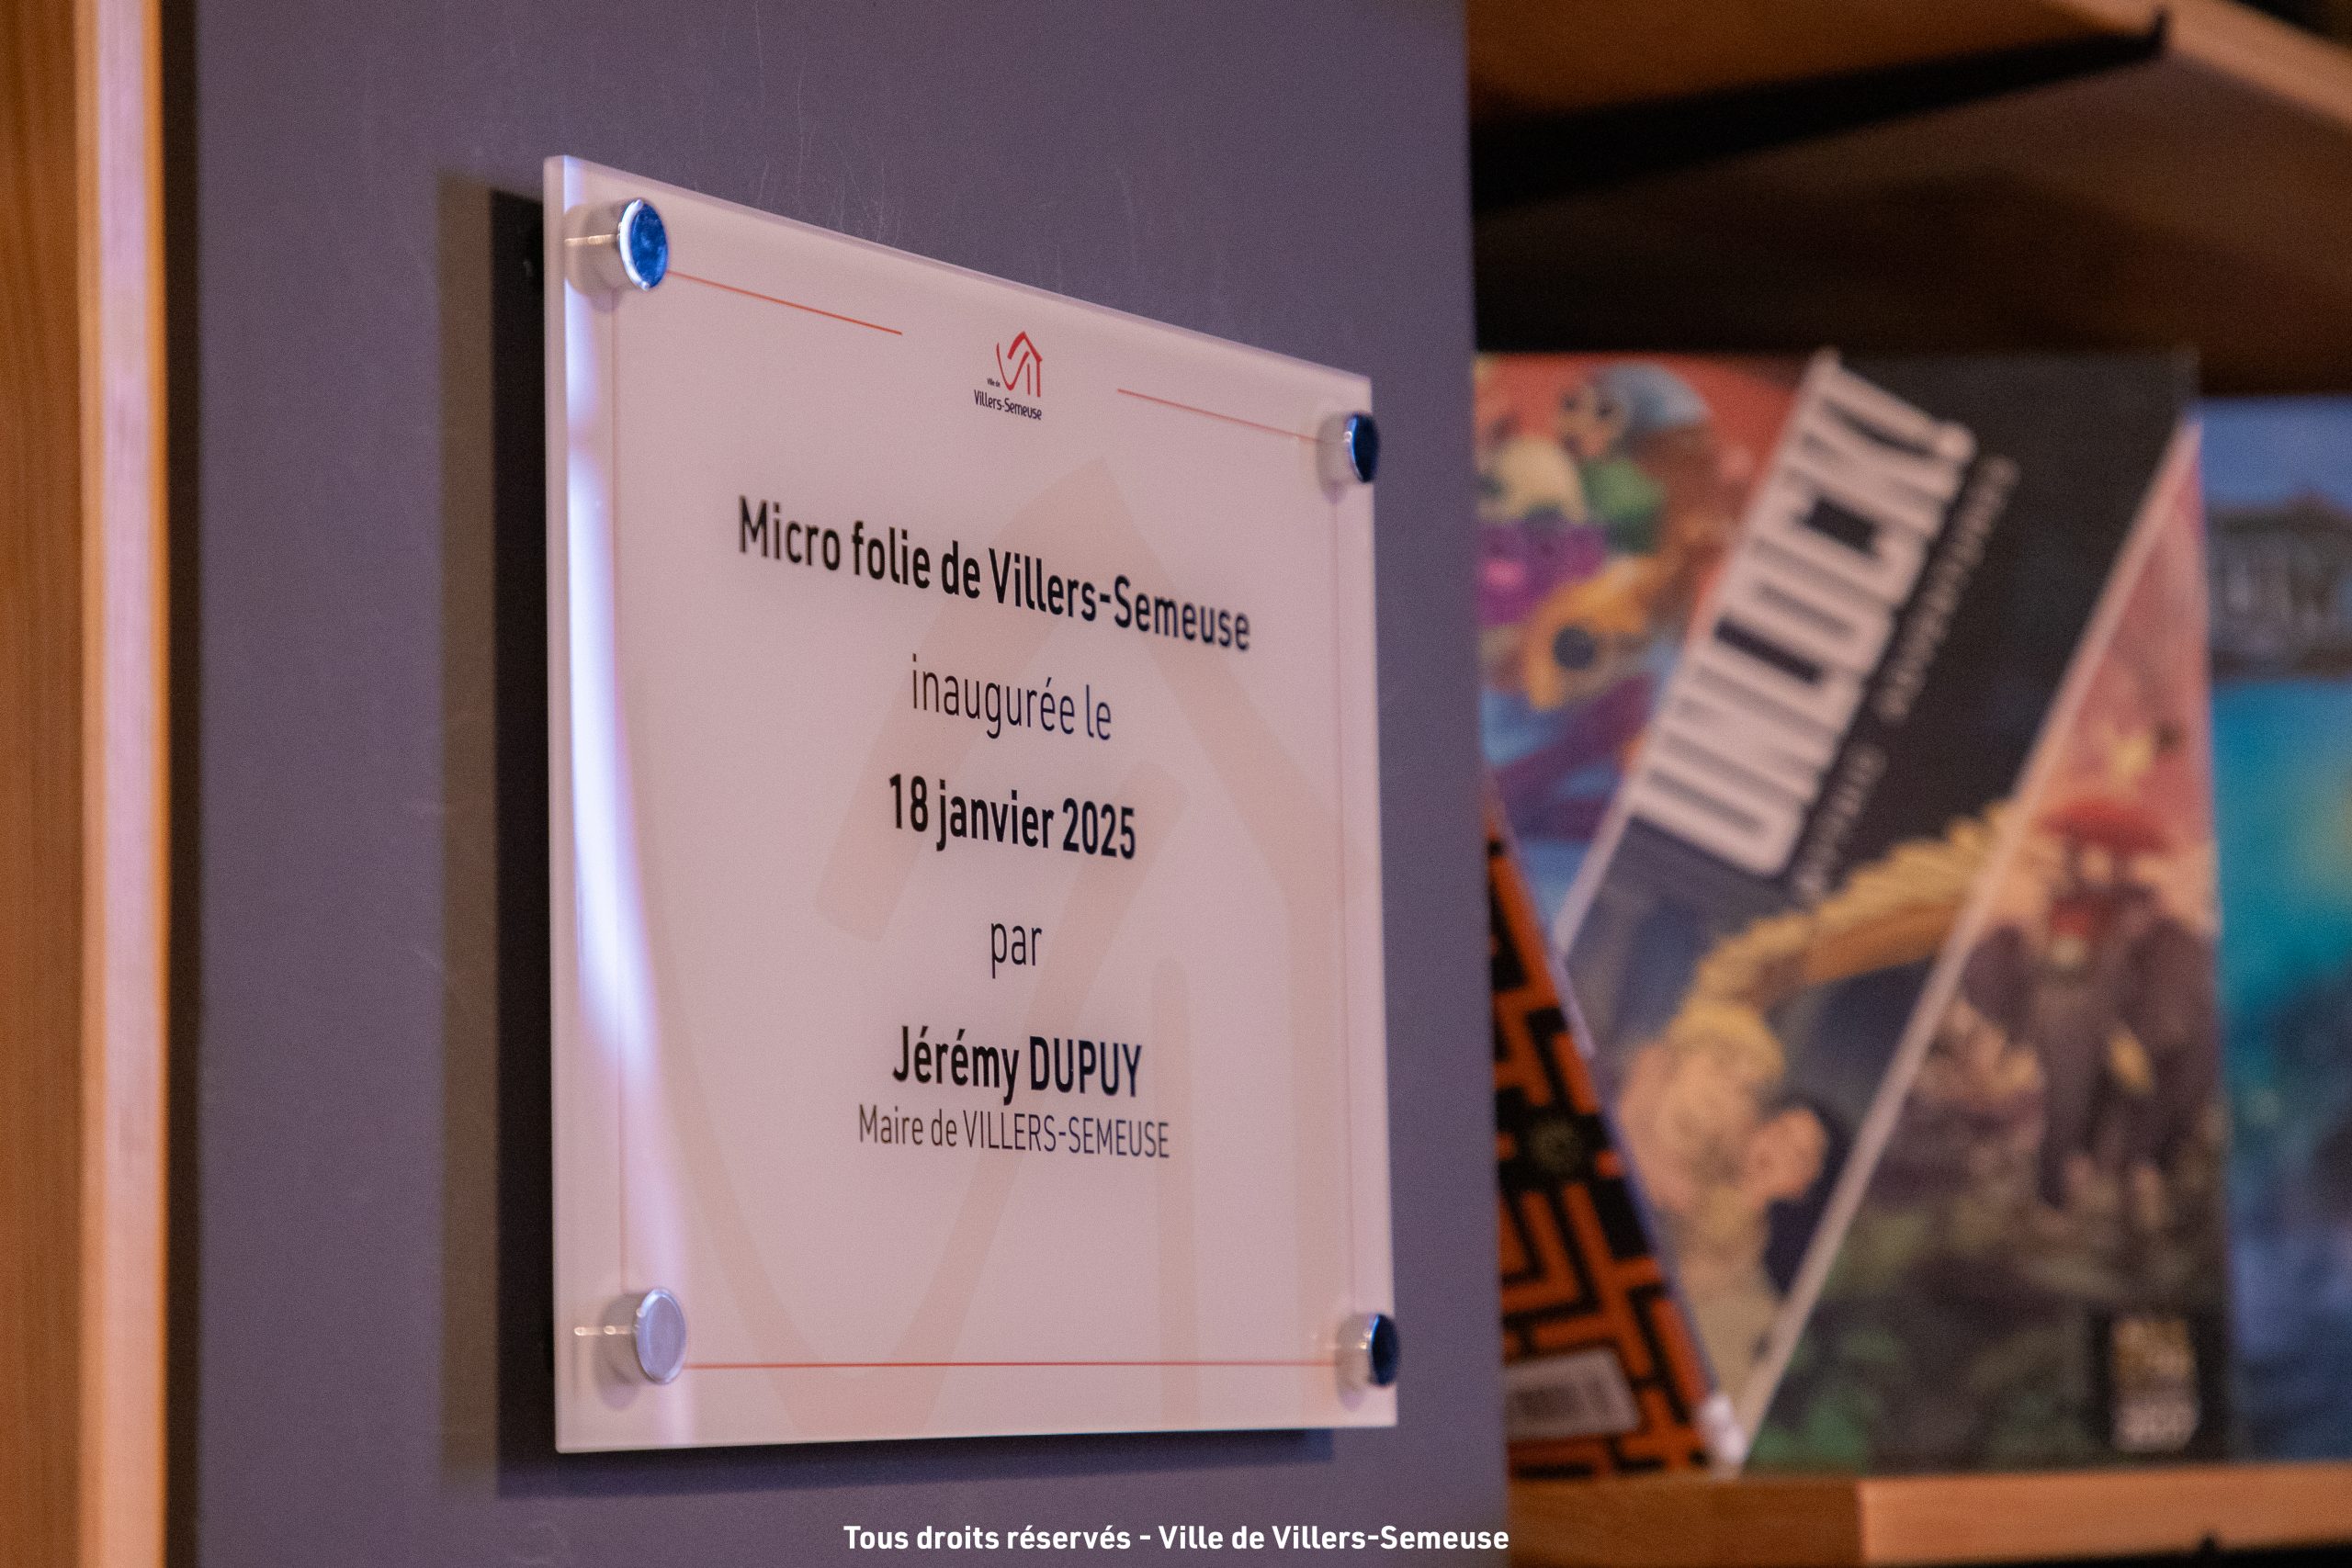 Ville de
Villers-Semeuse
Micro folie de Villers-Semeuse
inaugurée le
18 janvier 2025
par
Jérémy DUPUY
Maire de VILLERS-SEMEUSE
UNLOCK!
Tous droits réservés - Ville de Villers-Semeuse